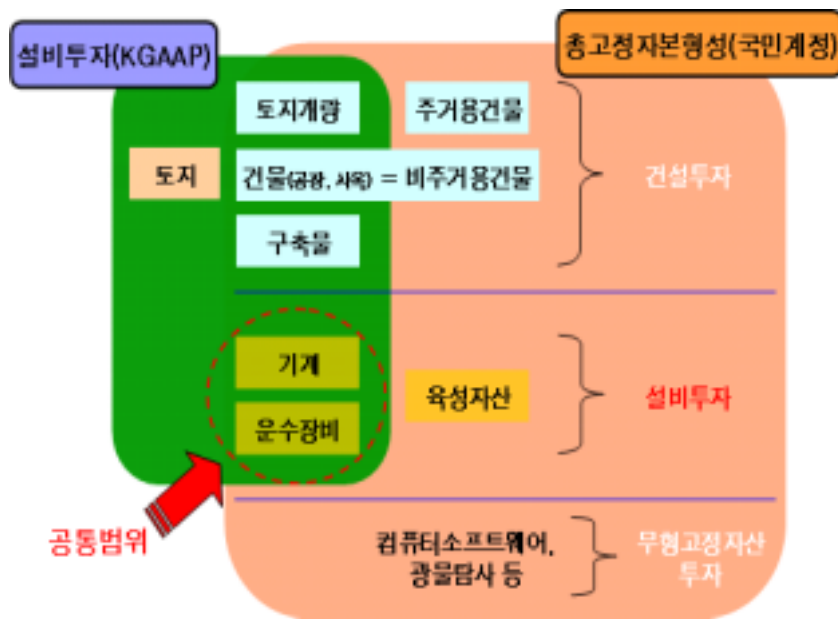 설비투자(KGAAP)
총고정자본형성(국민계정)
토지개량
주거용건물
토지
건물(공장, 사옥) = 비주거용건물
건설투자
구축물
기계
육성자산
설비투자
운수장비
공통범위
컴퓨터소프트웨어,
광물탐사 등
무형고정자산
투자